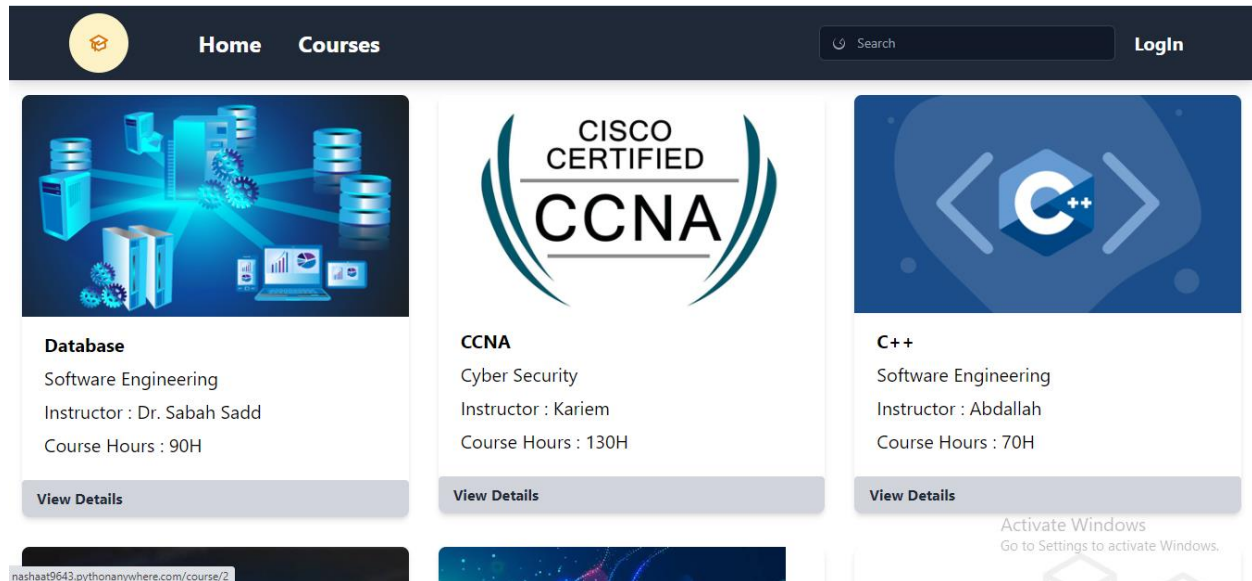 Home Courses Search LogIn
CISCO
CERTIFIED
CCNA
C++
Database
Software Engineering
Instructor : Dr. Sabah Sadd
Course Hours : 90H
View Details
CCNA
Cyber Security
Instructor : Kariem
Course Hours : 130H
View Details
C++
Software Engineering
Instructor : Abdallah
Course Hours : 70H
View Details
Activate Windows
Go to Settings to activate Windows.
nashaat9643.pythonanywhere.com/course/2